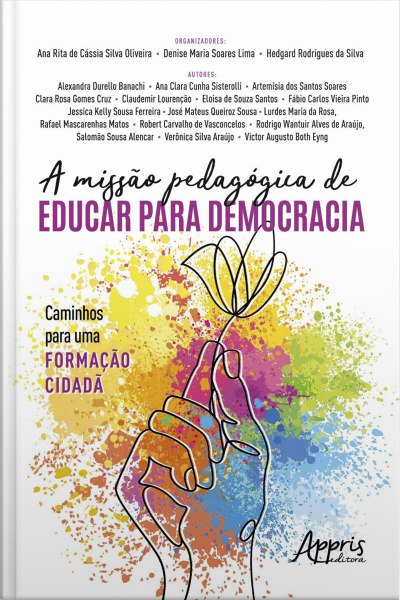 ORGANIZADORES:
Ana Rita de Cássia Silva Oliveira • Denise Maria Soares Lima • Hedgard Rodrigues da Silva
AUTORES:
Alexandra Durello Banachi • Ana Clara Cunha Sisterolli • Artemísia dos Santos Soares
Clara Rosa Gomes Cruz • Claudemir Lourenção • Eloisa de Souza Santos • Fábio Carlos Vieira Pinto
Jessica Kelly Sousa Ferreira • José Mateus Queiroz Sousa • Lurdes Maria da Rosa,
Rafael Mascarenhas Matos • Robert Carvalho de Vasconcelos • Rodrigo Wantuir Alves de Araújo,
Salomão Sousa Alencar • Verônica Silva Araújo • Victor Augusto Both Eyng
A missão pedagógica de
EDUCAR PARA DEMOCRACIA
Caminhos
para uma
FORMAÇÃO
CIDADÃ
Appris
editora